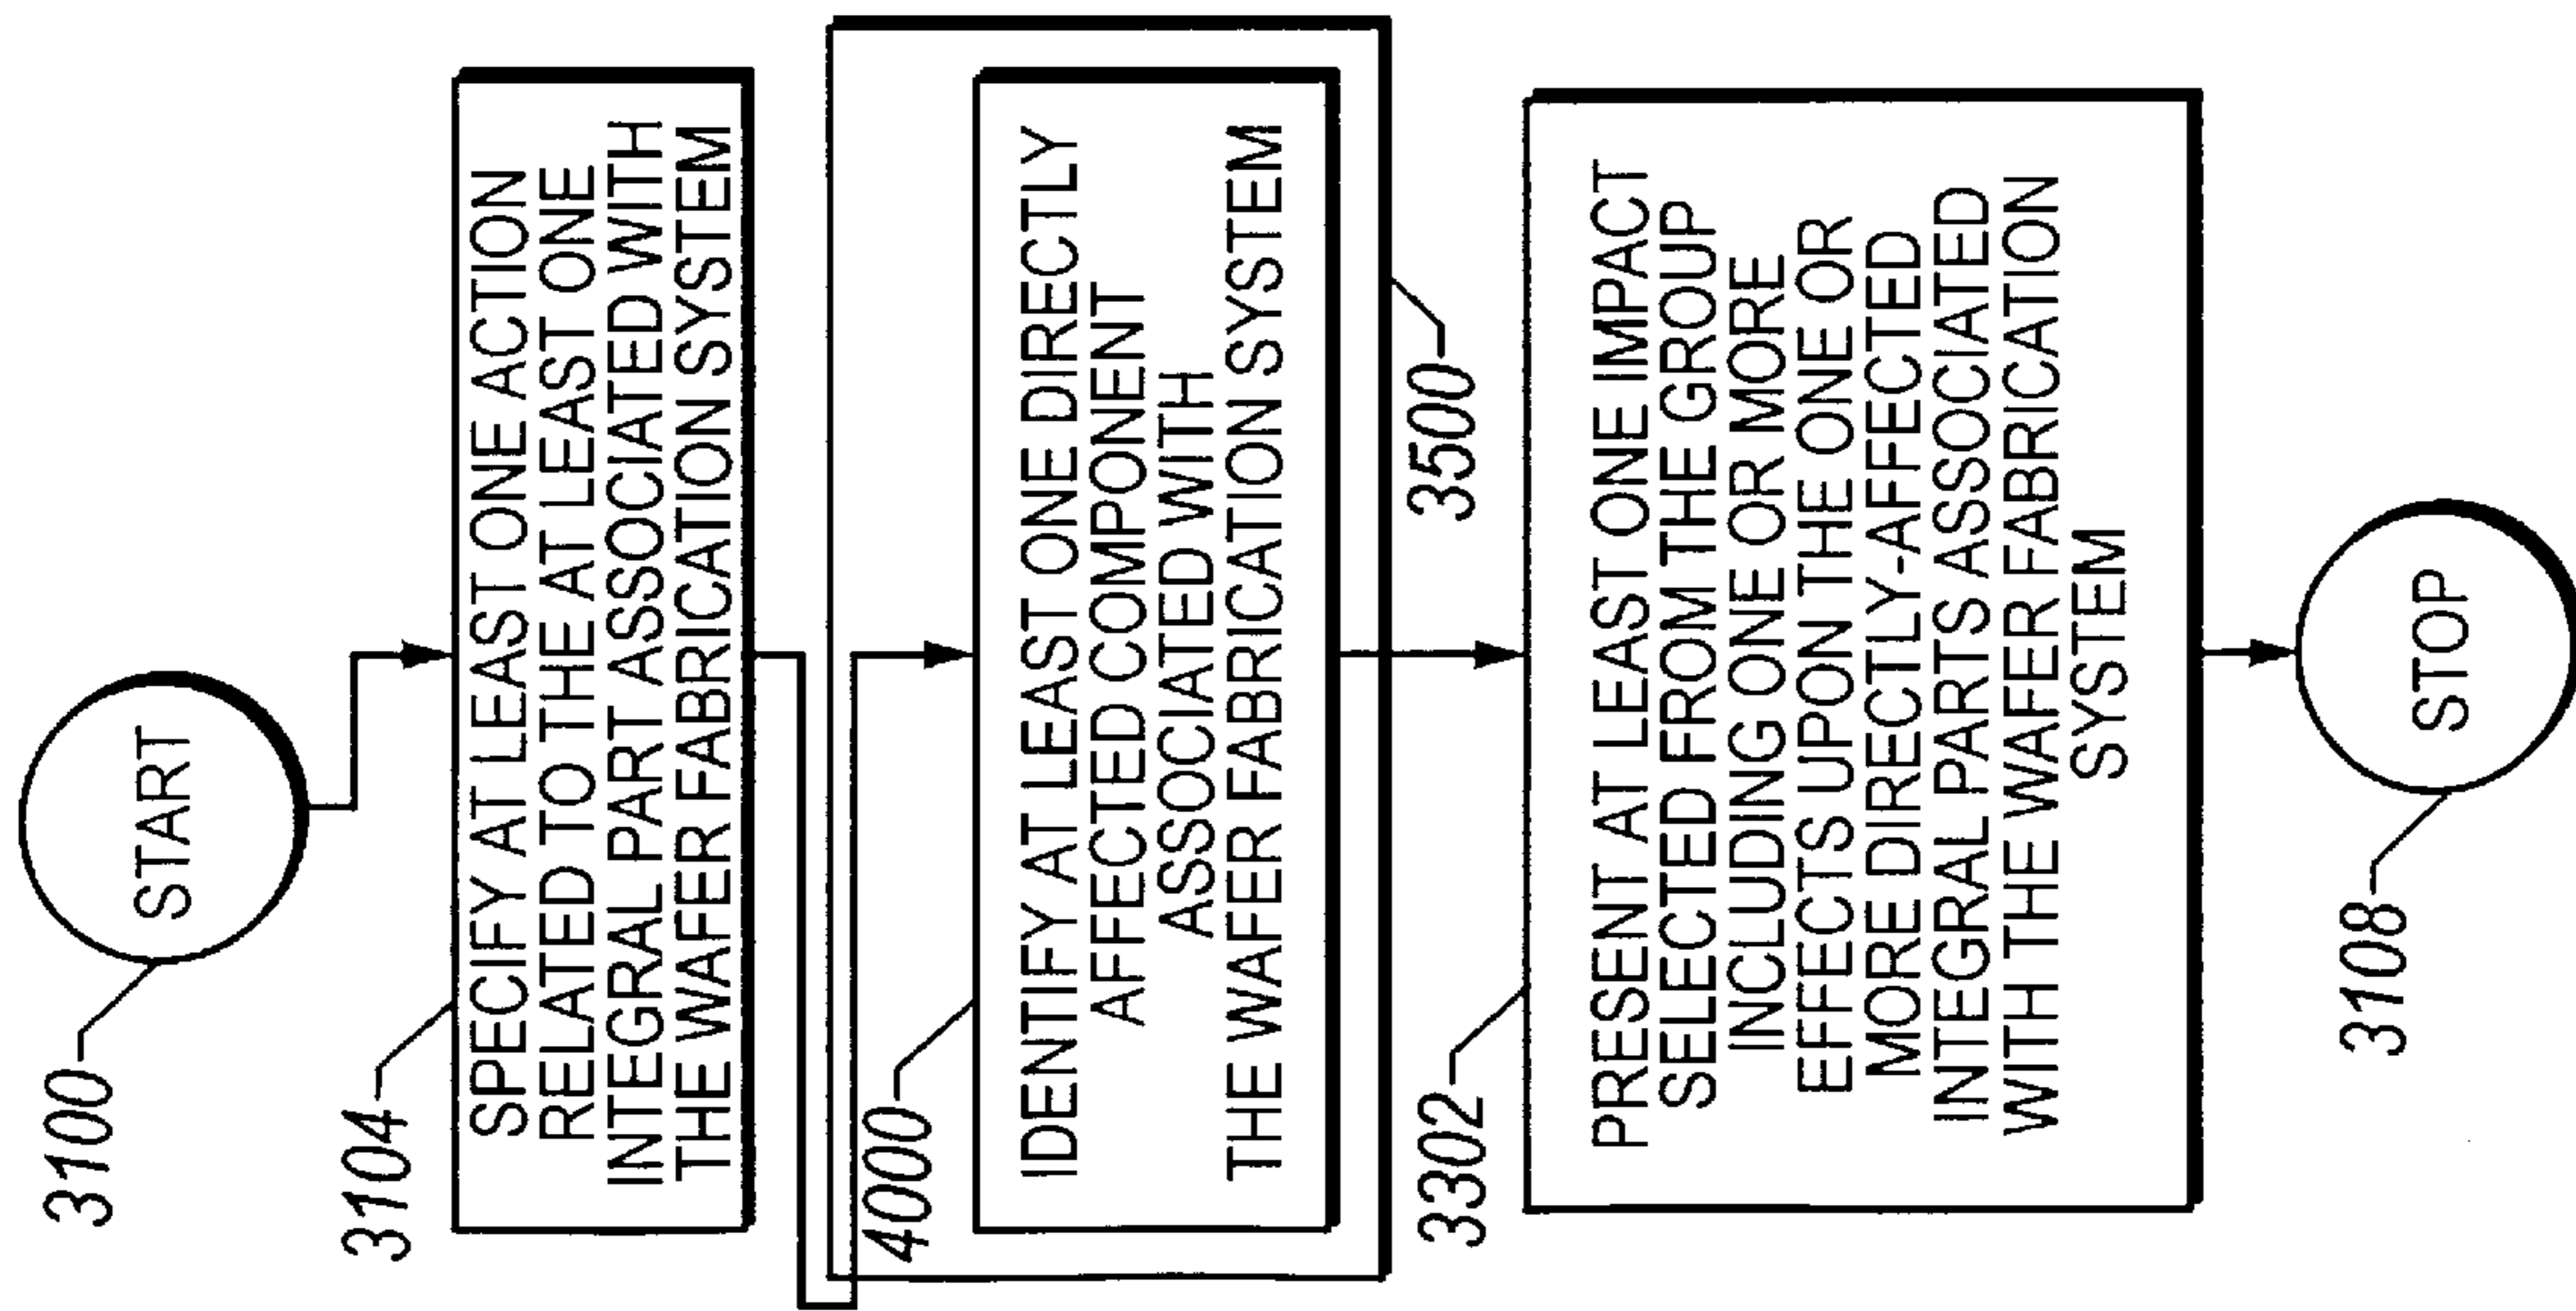 3100
START
3104
SPECIFY AT LEAST ONE ACTION
RELATED TO THE AT LEAST ONE
INTEGRAL PART ASSOCIATED WITH
THE WAFER FABRICATION SYSTEM
4000
IDENTIFY AT LEAST ONE DIRECTLY
AFFECTED COMPONENT
ASSOCIATED WITH
THE WAFER FABRICATION SYSTEM
3500
3302
PRESENT AT LEAST ONE IMPACT
SELECTED FROM THE GROUP
INCLUDING ONE OR MORE
EFFECTS UPON THE ONE OR
MORE DIRECTLY-AFFECTED
INTEGRAL PARTS ASSOCIATED
WITH THE WAFER FABRICATION
SYSTEM
3108
STOP